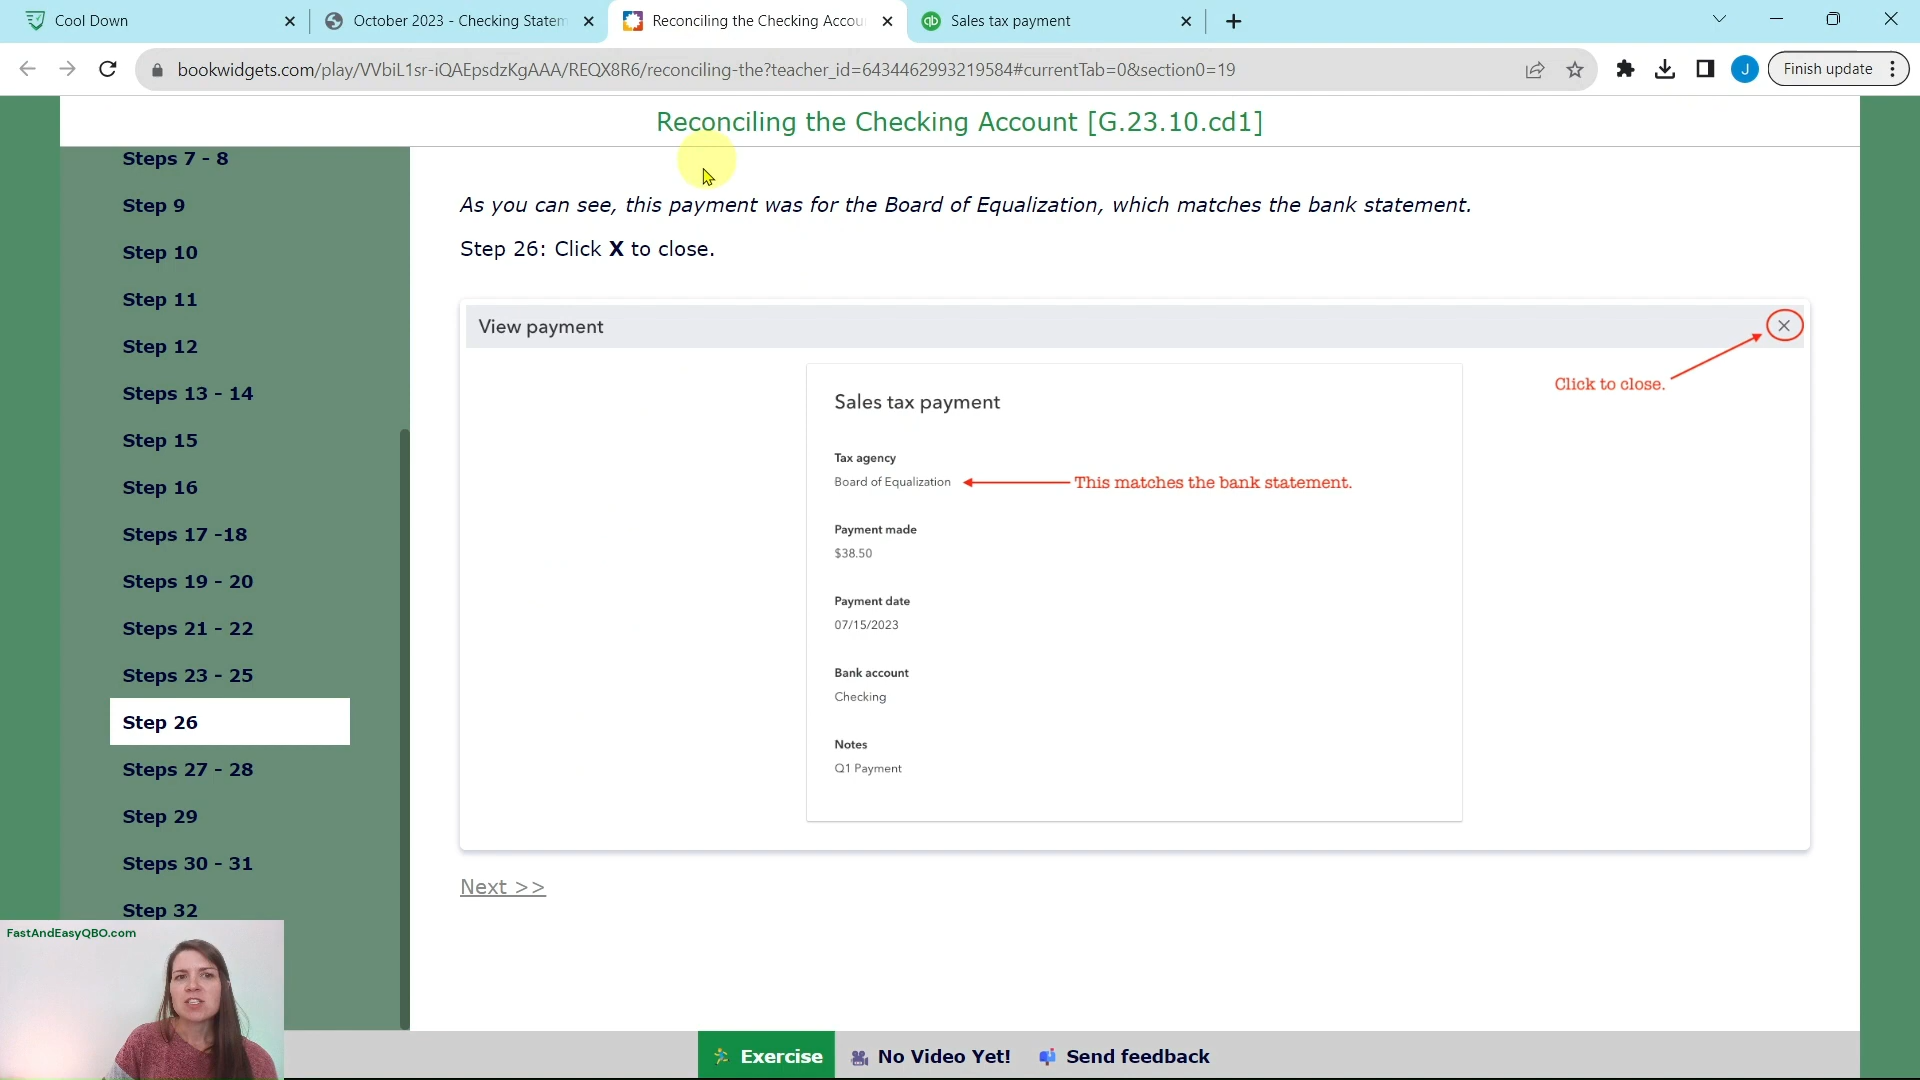 Cool Down
October 2023 - Checking Statem
Reconciling the Checking Accou
qb Sales tax payment
bookwidgets.com/play/VVbiL1sr-iQAEpsdzKgAAA/REQX8R6/reconciling-the?teacher_id=6434462993219584#currentTab=0&section0=19
J
Finish update
Reconciling the Checking Account [G.23.10.cd1]
Steps 7 - 8
Step 9
Step 10
Step 11
Step 12
Steps 13 - 14
Step 15
Step 16
Steps 17 -18
Steps 19 - 20
Steps 21 - 22
Steps 23 - 25
Step 26
Steps 27 - 28
Step 29
Steps 30 - 31
Step 32
As you can see, this payment was for the Board of Equalization, which matches the bank statement.
Step 26: Click X to close.
View payment
Click to close.
Sales tax payment
Tax agency
Board of Equalization
This matches the bank statement.
Payment made
$38.50
Payment date
07/15/2023
Bank account
Checking
Notes
Q1 Payment
Next >>
FastAndEasyQBO.com
Exercise
No Video Yet!
Send feedback